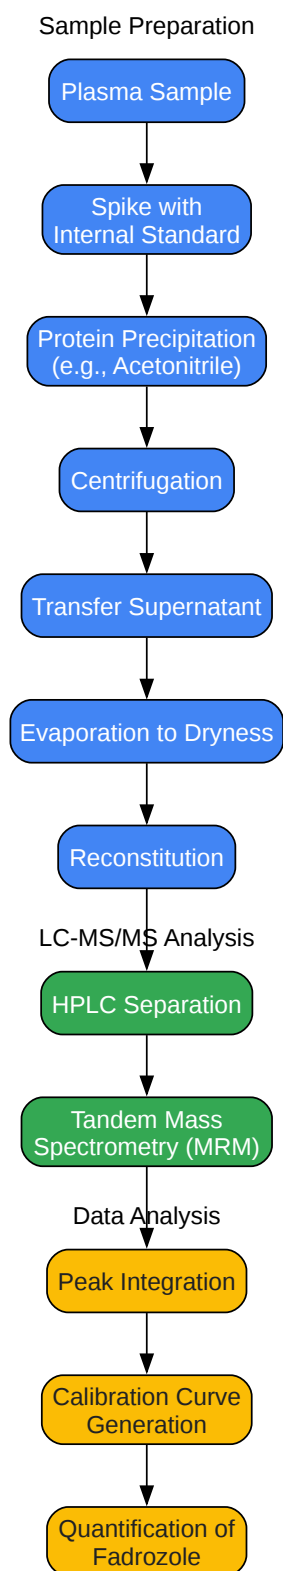 Sample Preparation
Plasma Sample
Spike with
Internal Standard
Protein Precipitation
(e.g., Acetonitrile)
Centrifugation
Transfer Supernatant
Evaporation to Dryness
Reconstitution
LC-MS/MS Analysis
HPLC Separation
Tandem Mass
Spectrometry (MRM)
Data Analysis
Peak Integration
Calibration Curve
Generation
Quantification of
Fadrozole